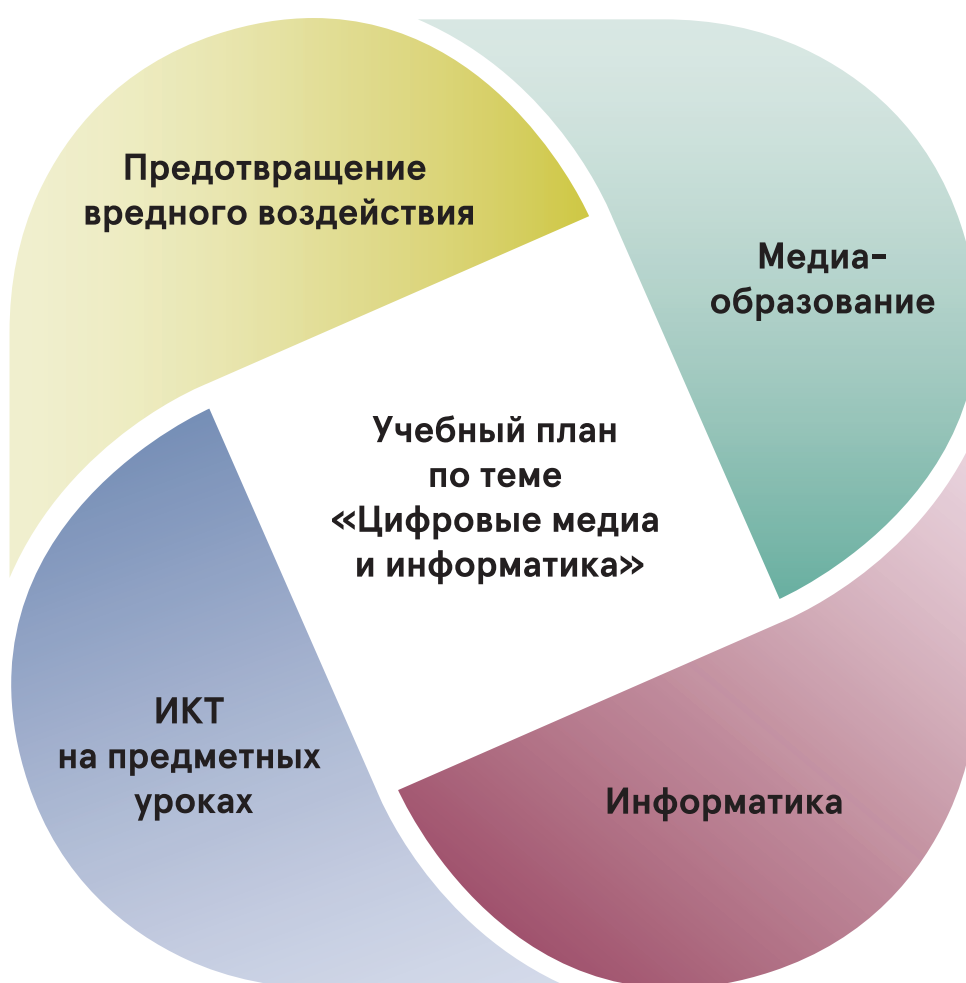 Предотвращение
вредного воздействия
Медиа-
образование
Учебный план
по теме
«Цифровые медиа
и информатика»
ИКТ
на предметных
уроках
Информатика